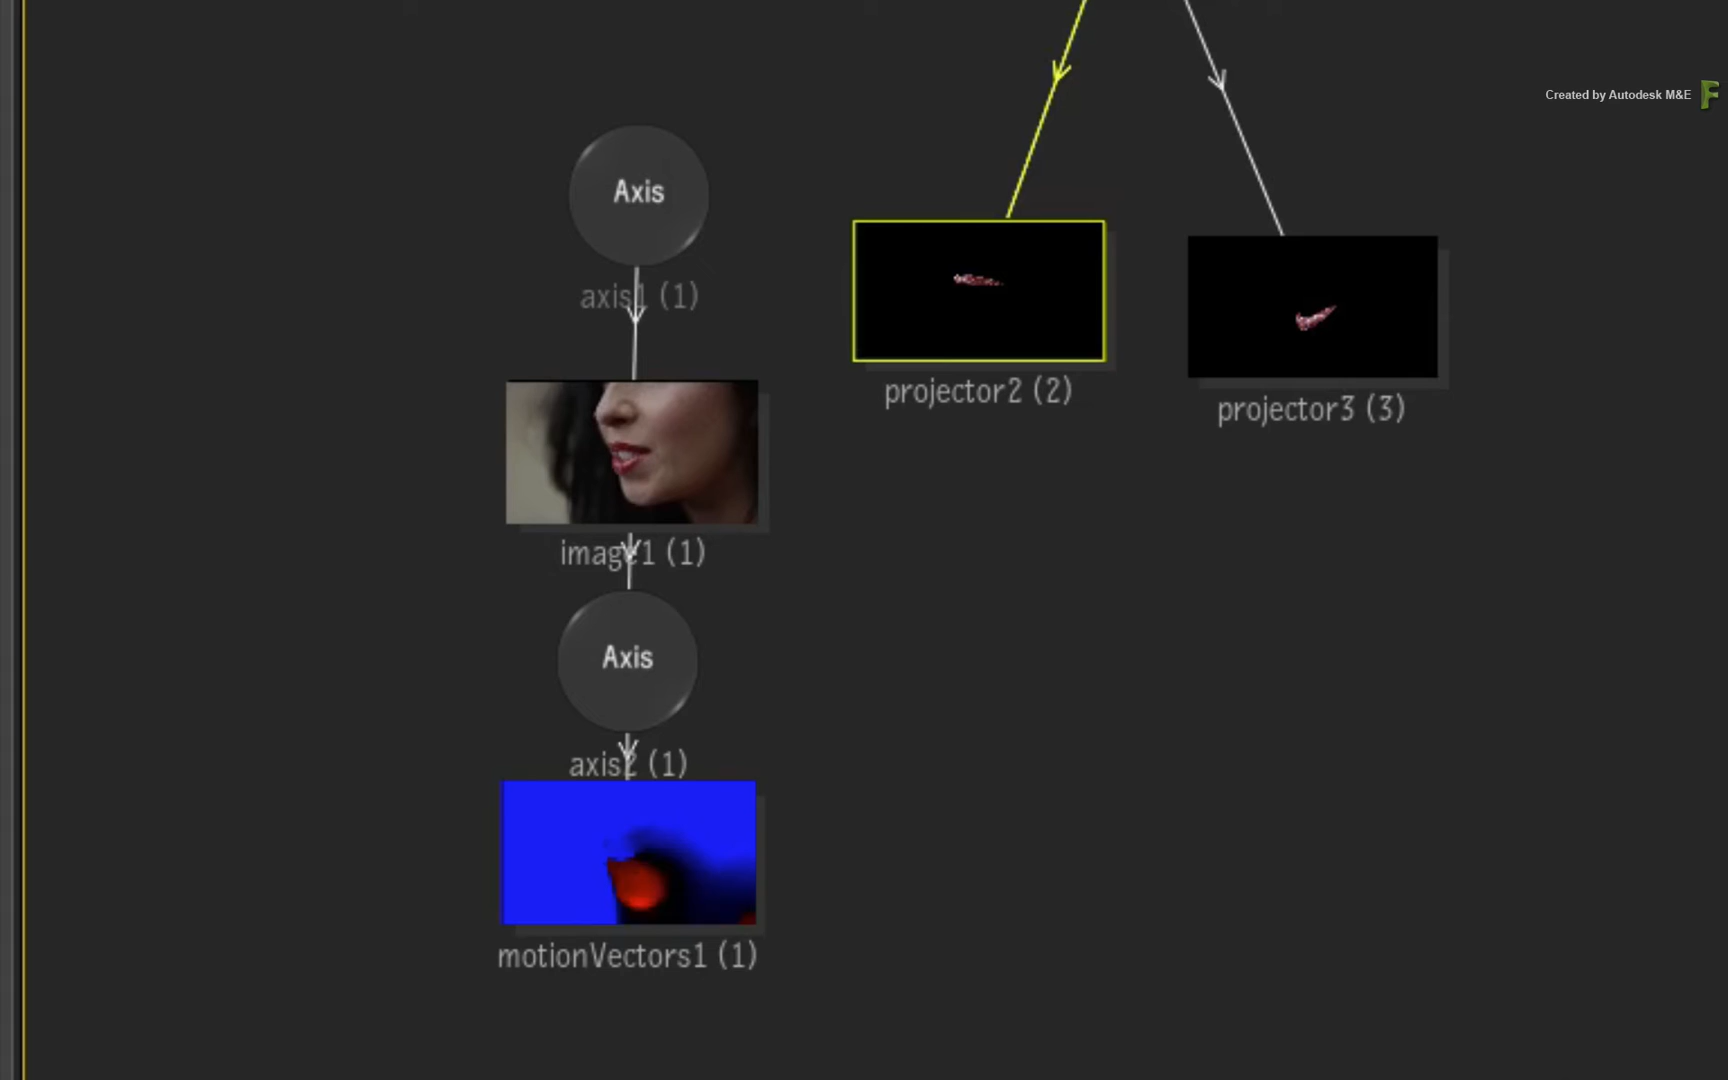 Created by Autodesk M&E
Axis
axis1 (1)
projector2 (2)
projector3 (3)
image1 (1)
Axis
axis2 (1)
motionVectors1 (1)